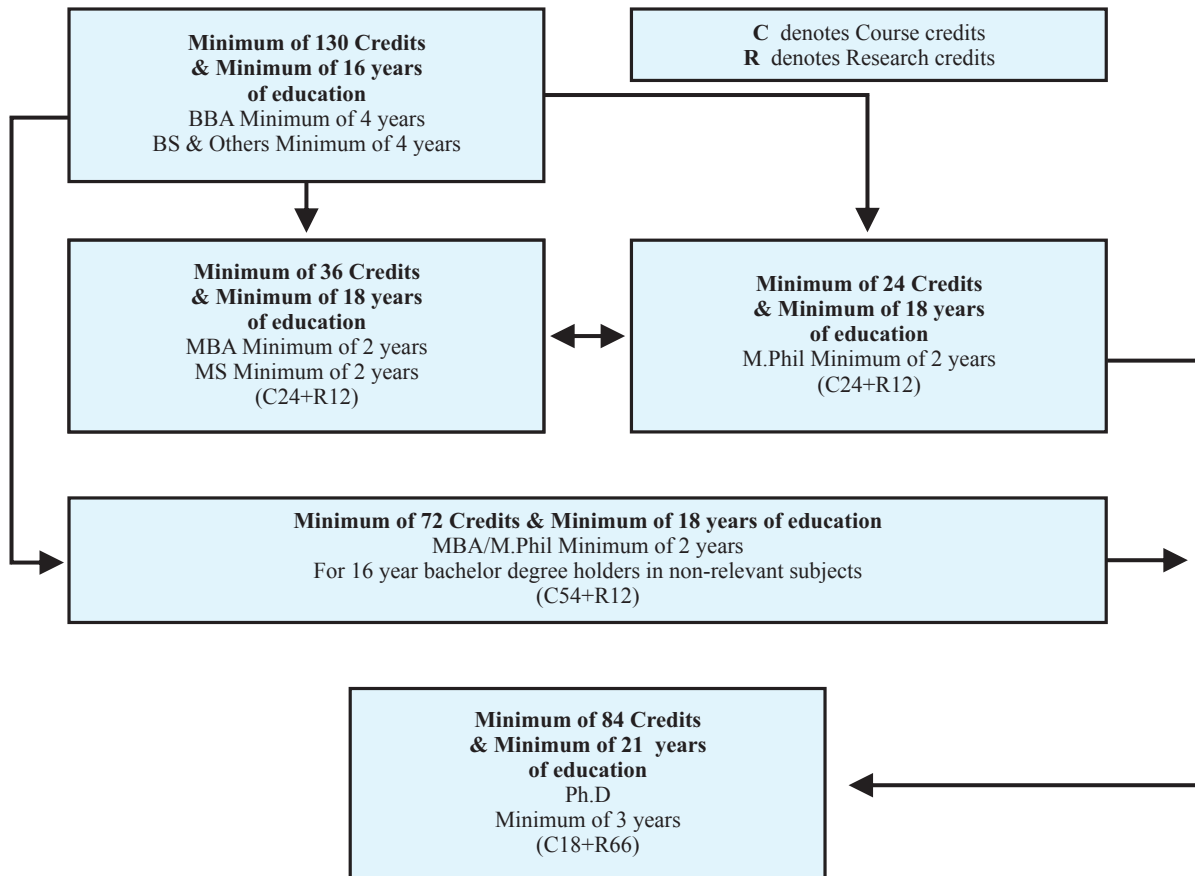 Minimum of 130 Credits
& Minimum of 16 years
of education
BBA Minimum of 4 years
BS & Others Minimum of 4 years
C denotes Course credits
R denotes Research credits
Minimum of 36 Credits
& Minimum of 18 years
of education
MBA Minimum of 2 years
MS Minimum of 2 years
(C24+R12)
Minimum of 24 Credits
& Minimum of 18 years
of education
M.Phil Minimum of 2 years
(C24+R12)
Minimum of 72 Credits & Minimum of 18 years of education
MBA/M.Phil Minimum of 2 years
For 16 year bachelor degree holders in non-relevant subjects
(C54+R12)
Minimum of 84 Credits
& Minimum of 21 years
of education
Ph.D
Minimum of 3 years
(C18+R66)